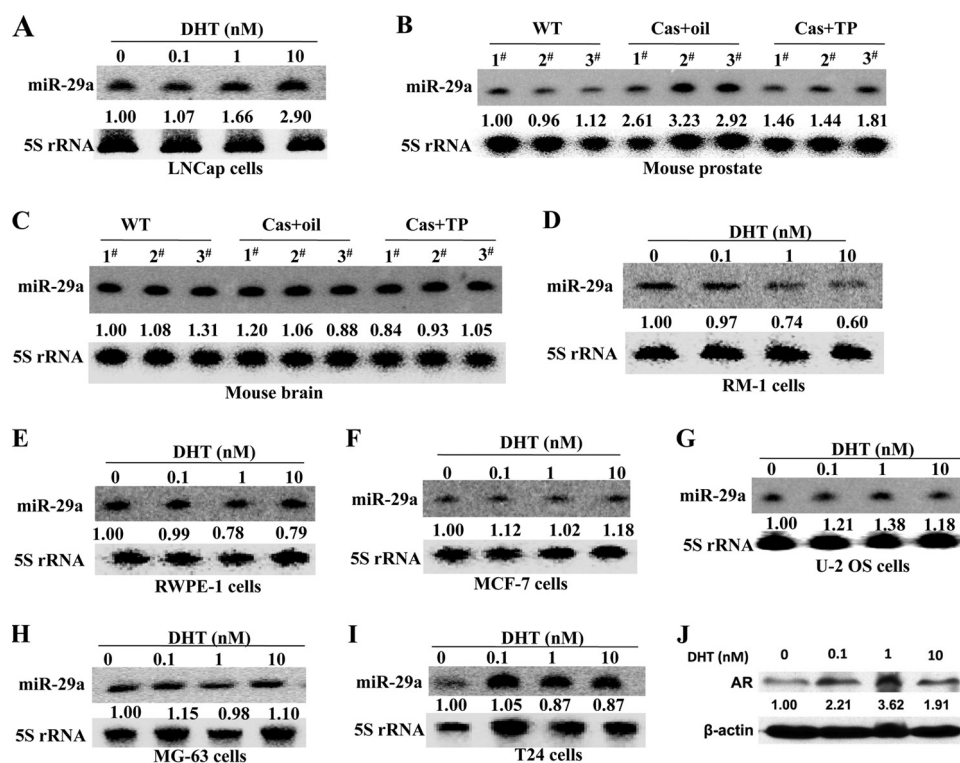 A
DHT (nM)
0 0.1 1 10
miR-29a
1.00 1.07 1.66 2.90
5S rRNA
LNCap cells
B
WT Cas+oil Cas+TP
1# 2# 3# 1# 2# 3# 1# 2# 3#
miR-29a
1.00 0.96 1.12 2.61 3.23 2.92 1.46 1.44 1.81
5S rRNA
Mouse prostate
C
WT Cas+oil Cas+TP
1# 2# 3# 1# 2# 3# 1# 2# 3#
miR-29a
1.00 1.08 1.31 1.20 1.06 0.88 0.84 0.93 1.05
5S rRNA
Mouse brain
D
DHT (nM)
0 0.1 1 10
miR-29a
1.00 0.97 0.74 0.60
5S rRNA
RM-1 cells
E
DHT (nM)
0 0.1 1 10
miR-29a
1.00 0.99 0.78 0.79
5S rRNA
RWPE-1 cells
F
DHT (nM)
0 0.1 1 10
miR-29a
1.00 1.12 1.02 1.18
5S rRNA
MCF-7 cells
G
DHT (nM)
0 0.1 1 10
miR-29a
1.00 1.21 1.38 1.18
5S rRNA
U-2 OS cells
H
DHT (nM)
0 0.1 1 10
miR-29a
1.00 1.15 0.98 1.10
5S rRNA
MG-63 cells
I
DHT (nM)
0 0.1 1 10
miR-29a
1.00 1.05 0.87 0.87
5S rRNA
T24 cells
J
DHT (nM) 0 0.1 1 10
AR
1.00 2.21 3.62 1.91
β-actin